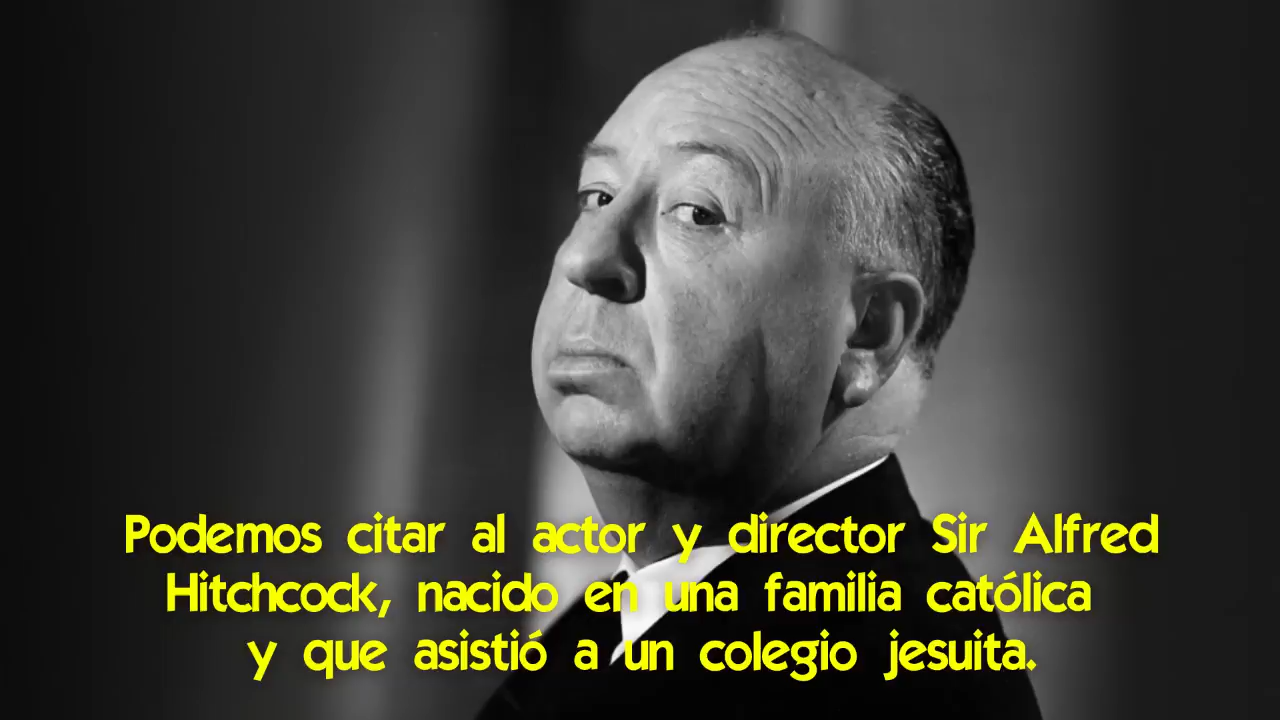 Podemos citar al actor y director Sir Alfred
Hitchcock, nacido en una familia católica
y que asistió a un colegio jesuita.